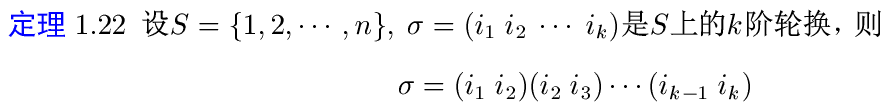 定理 1.22 设S = {1, 2, · · · , n}, σ = (i₁ i₂ · · · iₖ)是S上的k阶轮换，则
σ = (i₁ i₂)(i₂ i₃) · · · (iₖ₋₁ iₖ)